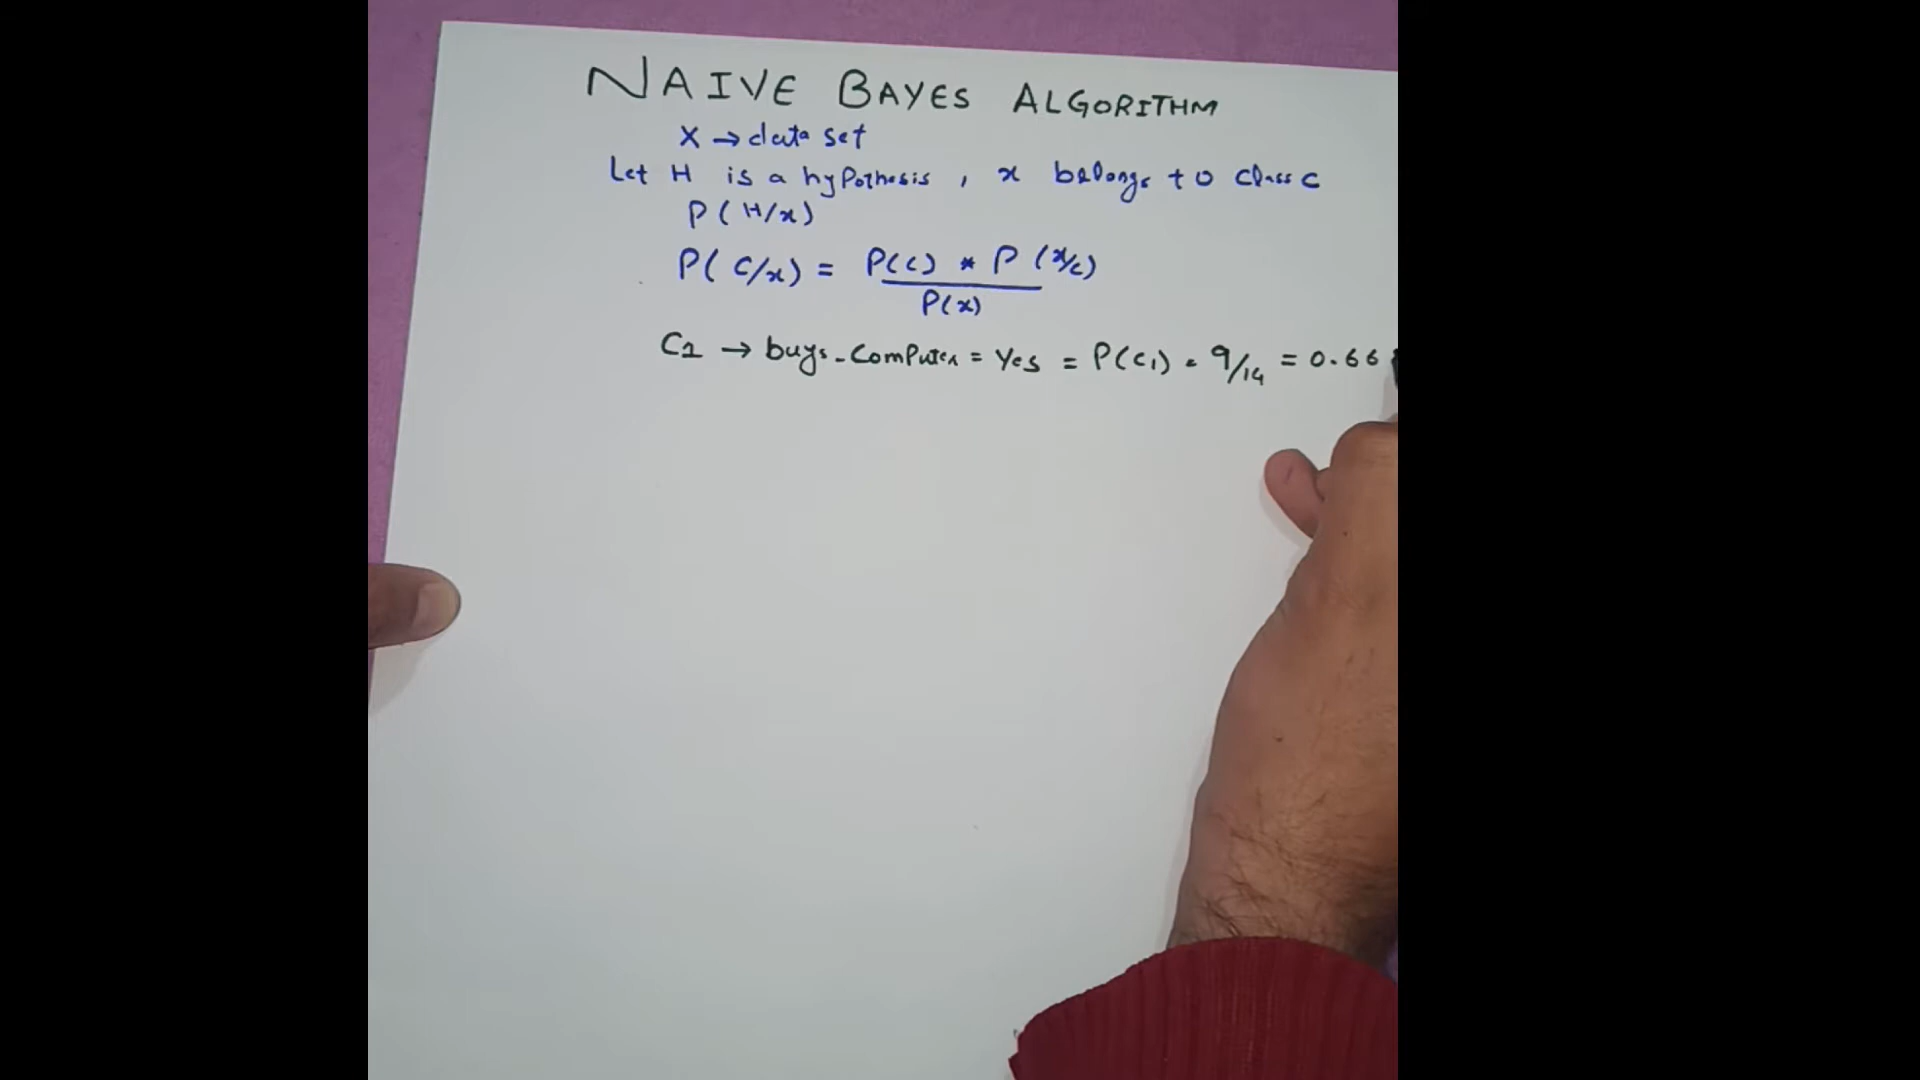 NAIVE BAYES ALGORITHM
X → data set
Let H is a hypothesis, x belongs to class c
P(H/x)
P(C/x) = P(C) * P(x/c)
P(x)
C1 → buys_computer = Yes = P(C1) = 9/14 = 0.66